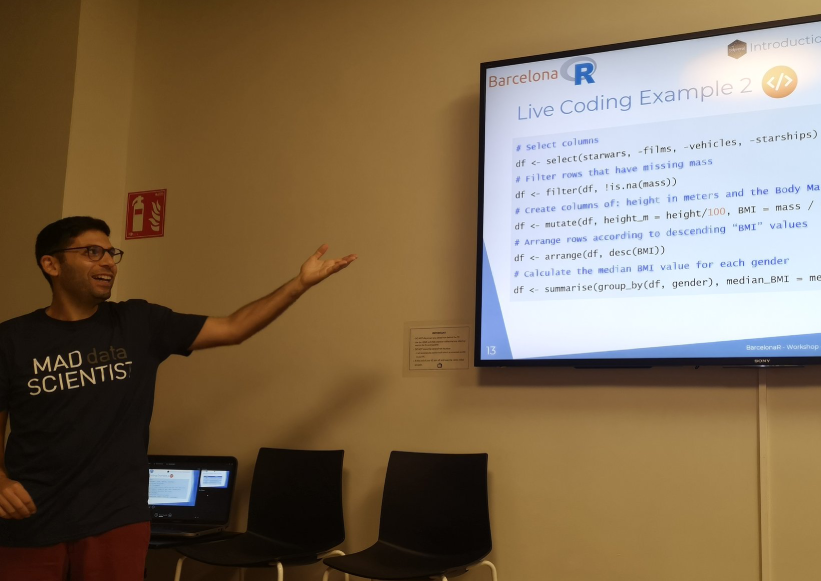 Introductio
Barcelona R
Live Coding Example 2 </>
# Select columns
df <- select(starwars, -films, -vehicles, -starships)
# Filter rows that have missing mass
df <- filter(df, !is.na(mass))
# Create columns of: height in meters and the Body Ma
df <- mutate(df, height_m = height/100, BMI = mass /
# Arrange rows according to descending "BMI" values
df <- arrange(df, desc(BMI))
# Calculate the median BMI value for each gender
df <- summarise(group_by(df, gender), median_BMI = me
13
BarcelonaR - Workshop
SONY
MAD data
SCIENTIST